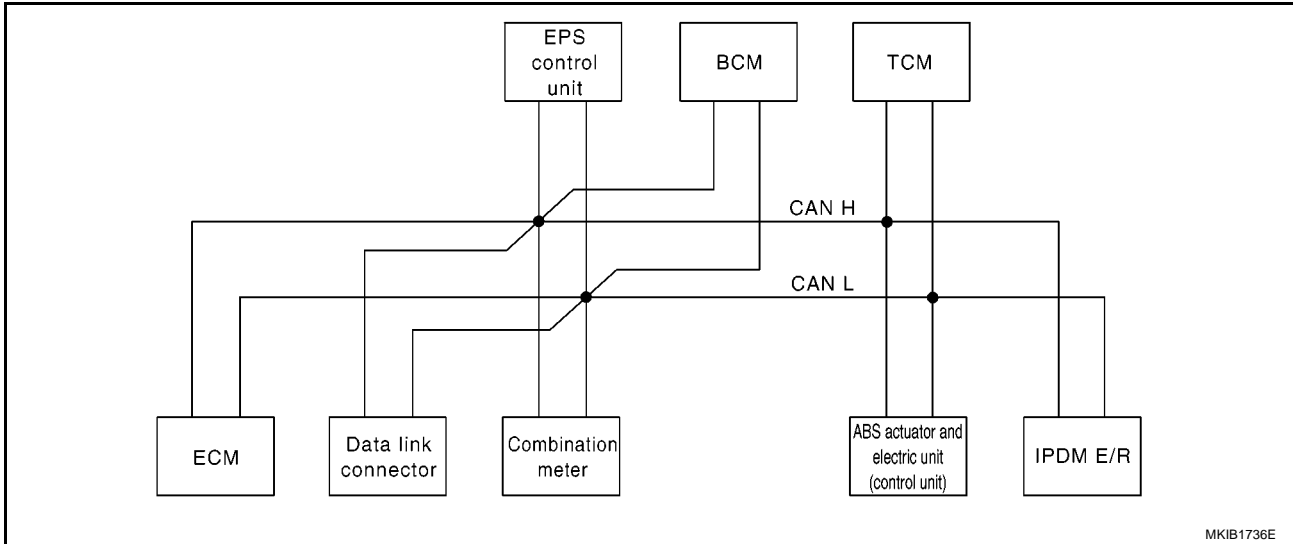 EPS
control
unit
BCM
TCM
CAN H
CAN L
ECM
Data link
connector
Combination
meter
ABS actuator and
electric unit
(control unit)
IPDM E/R
MKIB1736E